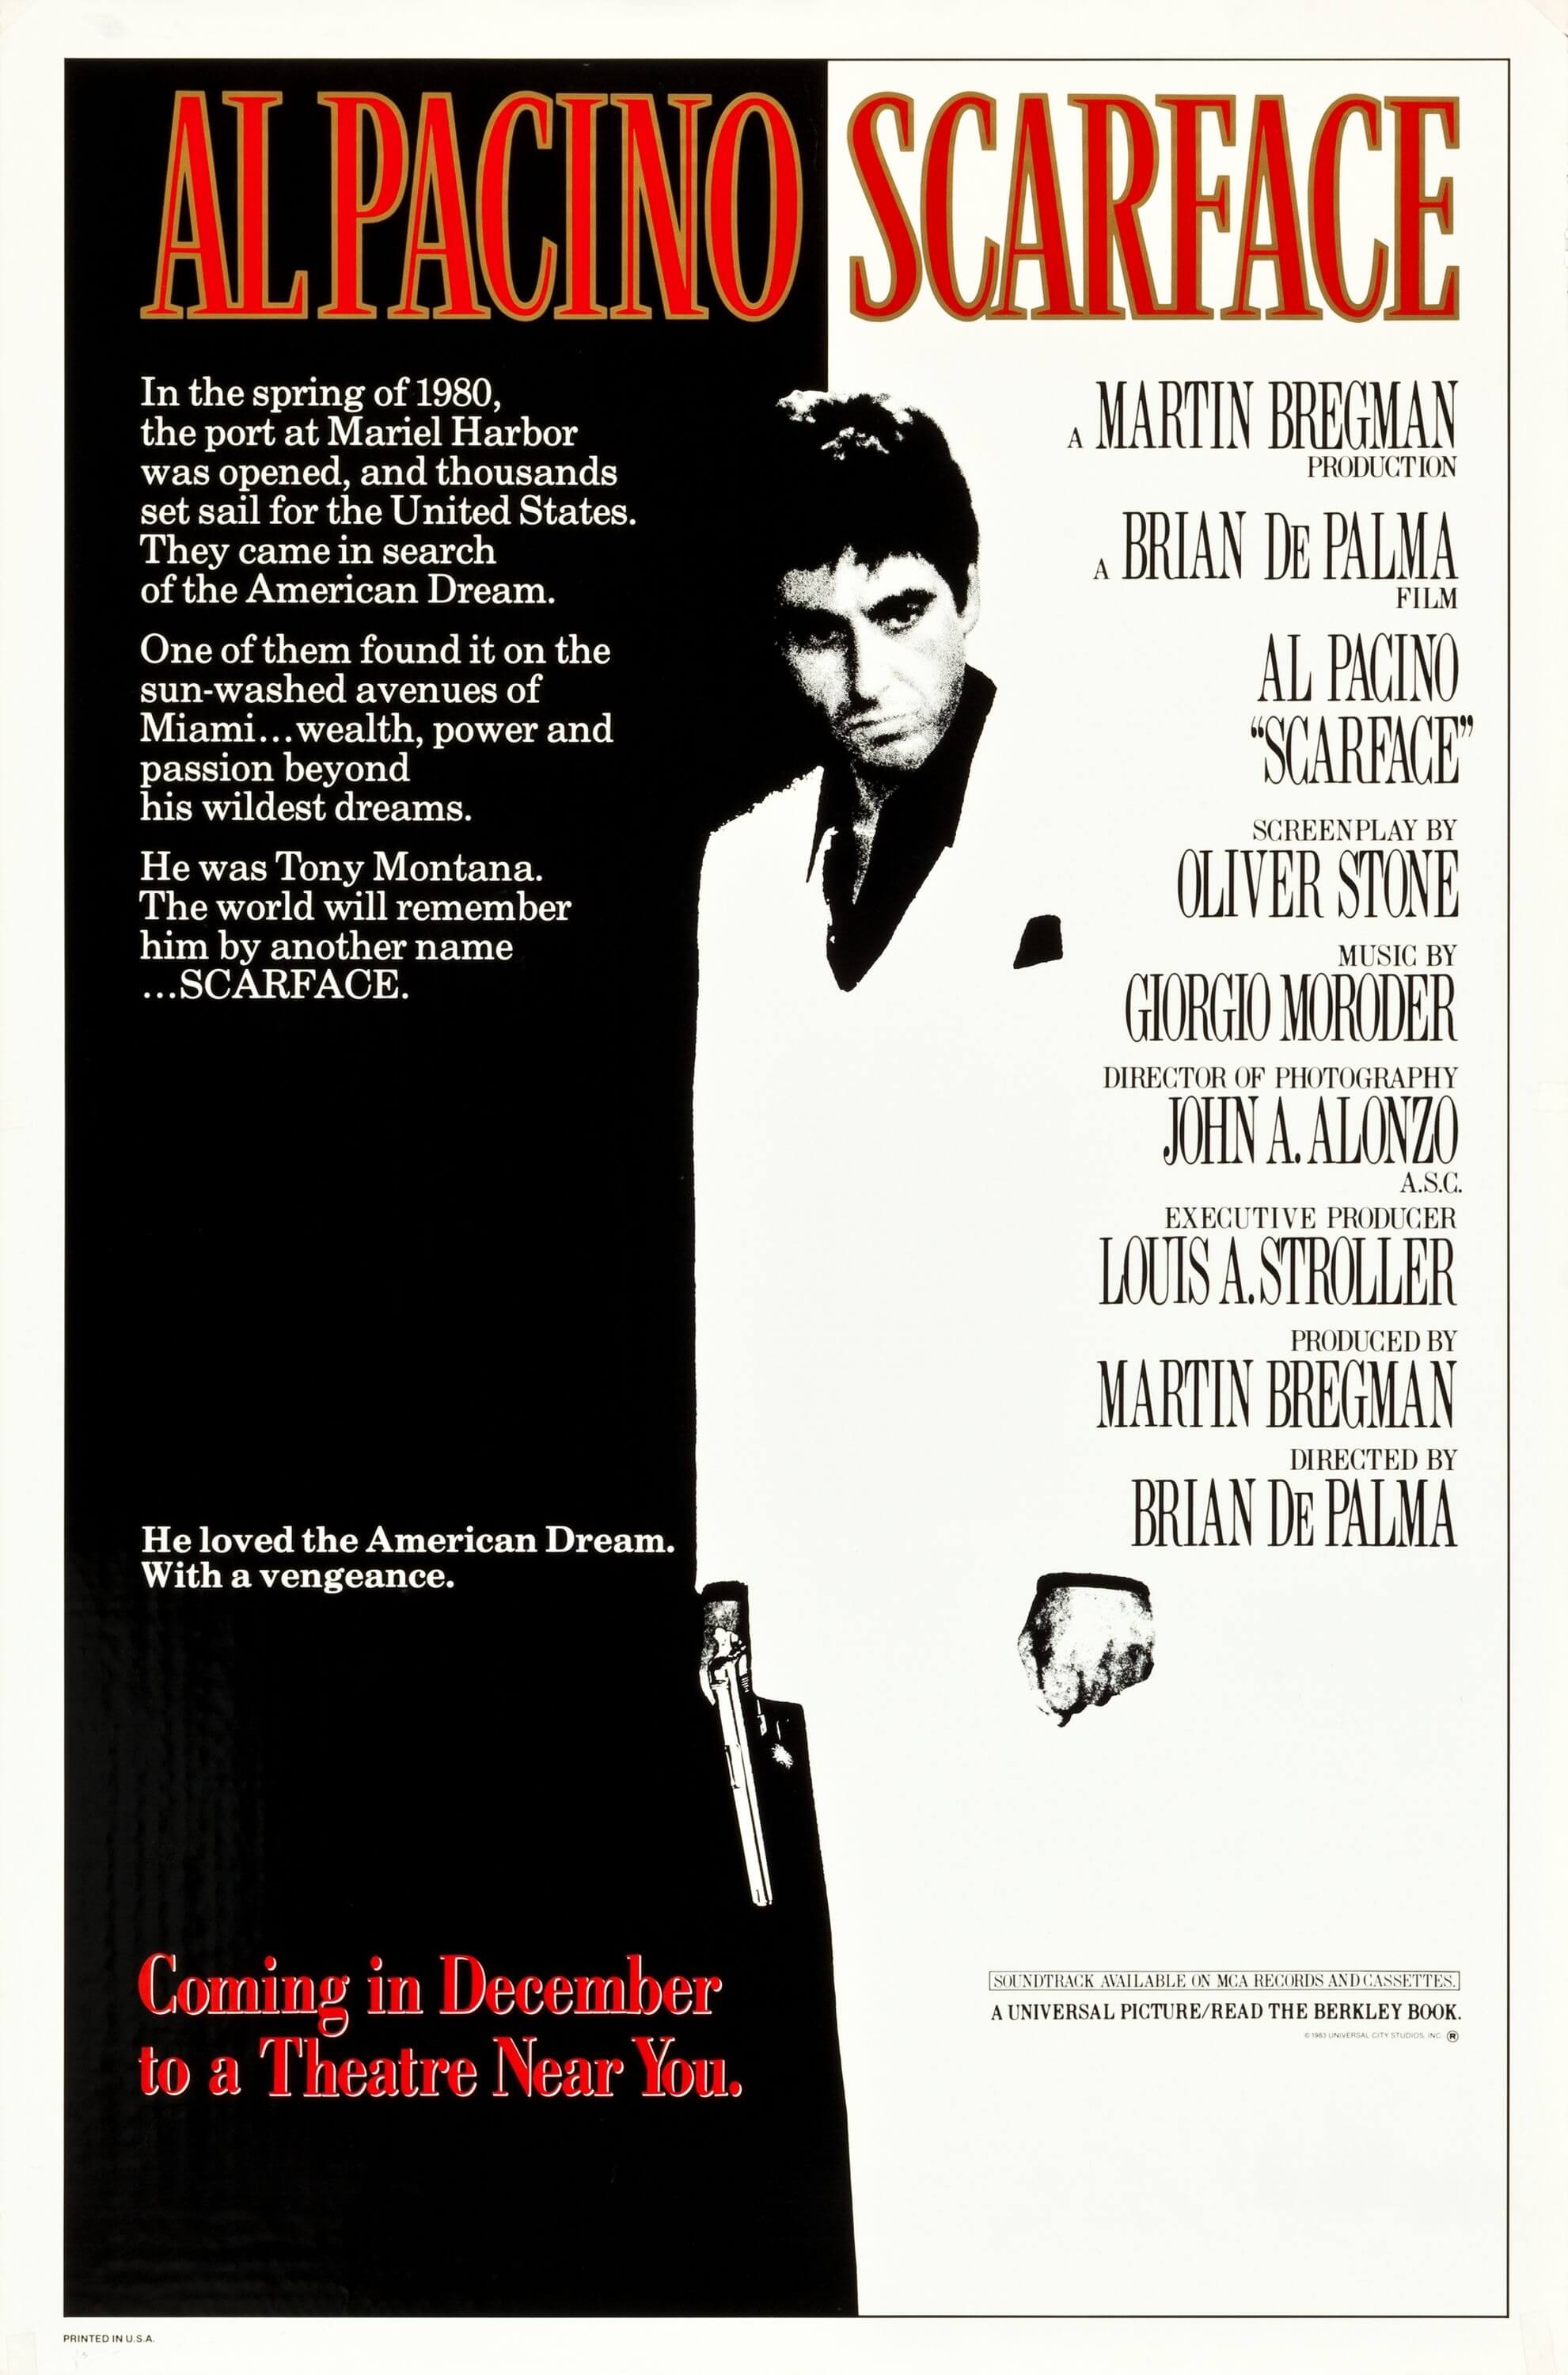 AL PACINO SCARFACE
In the spring of 1980,
the port at Mariel Harbor
was opened, and thousands
set sail for the United States.
They came in search
of the American Dream.
One of them found it on the
sun-washed avenues of
Miami...wealth, power and
passion beyond
his wildest dreams.
He was Tony Montana.
The world will remember
him by another name
...SCARFACE.
He loved the American Dream.
With a vengeance.
Coming in December
to a Theatre Near You.
A MARTIN BREGMAN
PRODUCTION
A BRIAN DE PALMA
FILM
AL PACINO
“SCARFACE”
SCREENPLAY BY
OLIVER STONE
MUSIC BY
GIORGIO MORODER
DIRECTOR OF PHOTOGRAPHY
JOHN A. ALONZO
A.S.C.
EXECUTIVE PRODUCER
LOUIS A. STROLLER
PRODUCED BY
MARTIN BREGMAN
DIRECTED BY
BRIAN DE PALMA
SOUNDTRACK AVAILABLE ON MCA RECORDS AND CASSETTES.
A UNIVERSAL PICTURE/READ THE BERKLEY BOOK.
© 1983 UNIVERSAL CITY STUDIOS, INC. ®
PRINTED IN U.S.A.